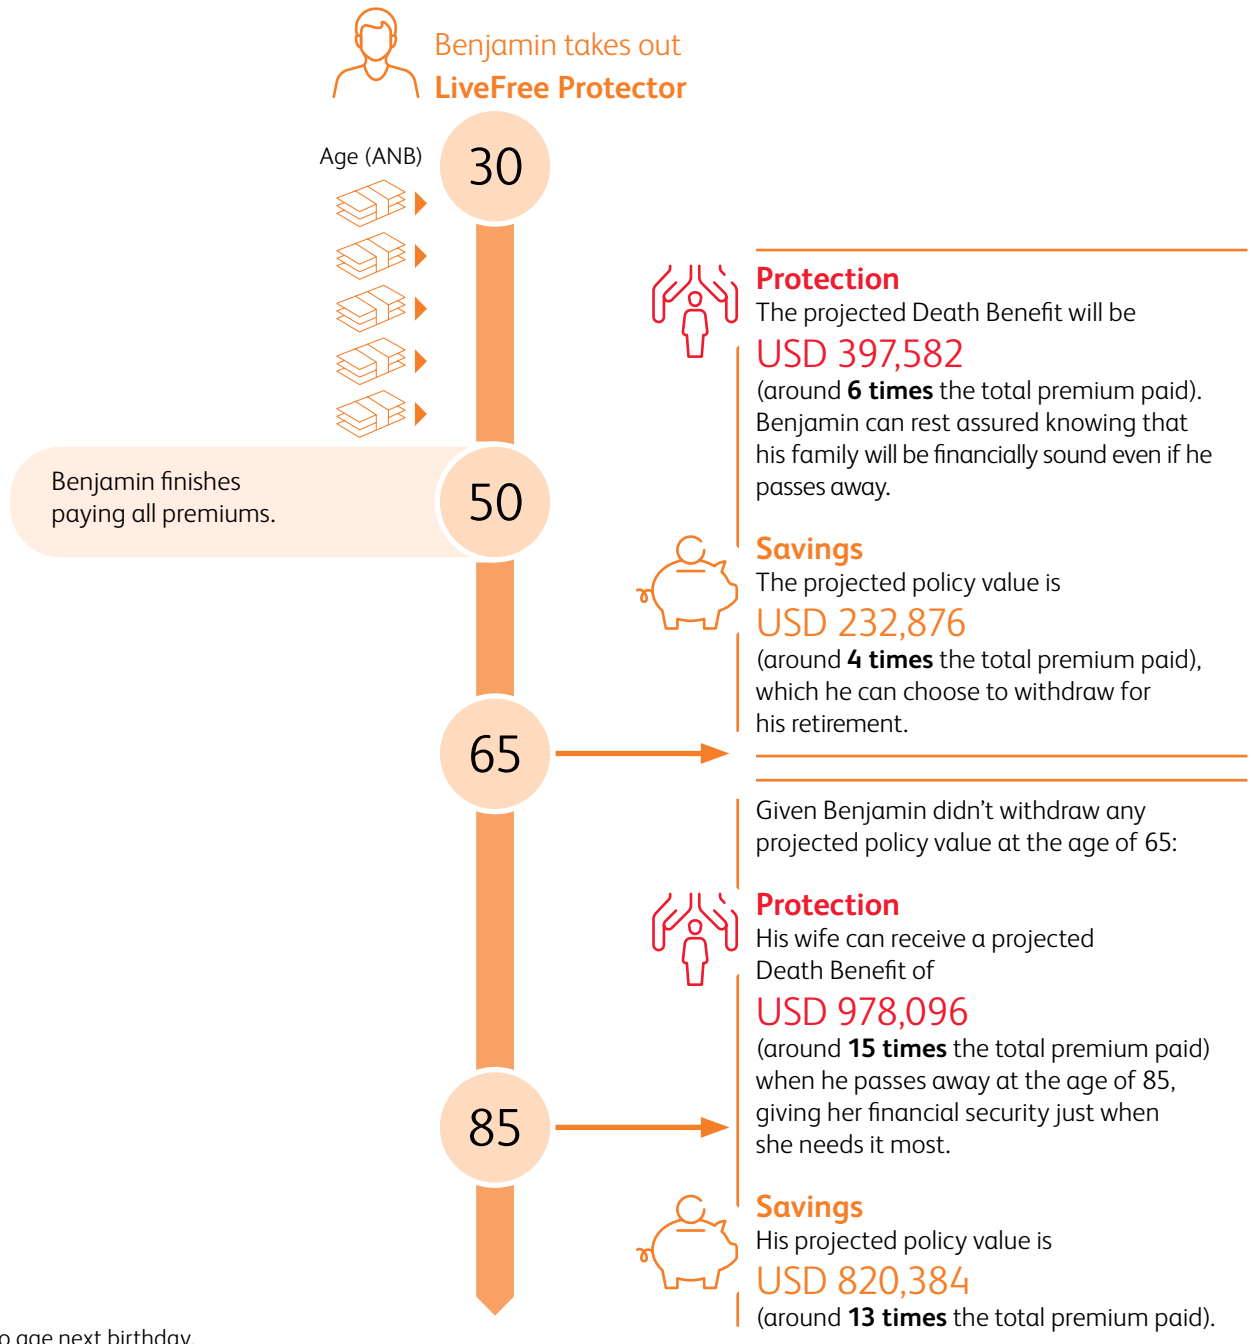 Benjamin takes out
LiveFree Protector
Age (ANB)
30
Protection
The projected Death Benefit will be
USD 397,582
(around 6 times the total premium paid).
Benjamin can rest assured knowing that
his family will be financially sound even if he
passes away.
Benjamin finishes
paying all premiums.
50
Savings
The projected policy value is
USD 232,876
(around 4 times the total premium paid),
which he can choose to withdraw for
his retirement.
65
Given Benjamin didn't withdraw any
projected policy value at the age of 65:
Protection
His wife can receive a projected
Death Benefit of
USD 978,096
(around 15 times the total premium paid)
when he passes away at the age of 85,
giving her financial security just when
she needs it most.
85
Savings
His projected policy value is
USD 820,384
(around 13 times the total premium paid).
o age next birthday.